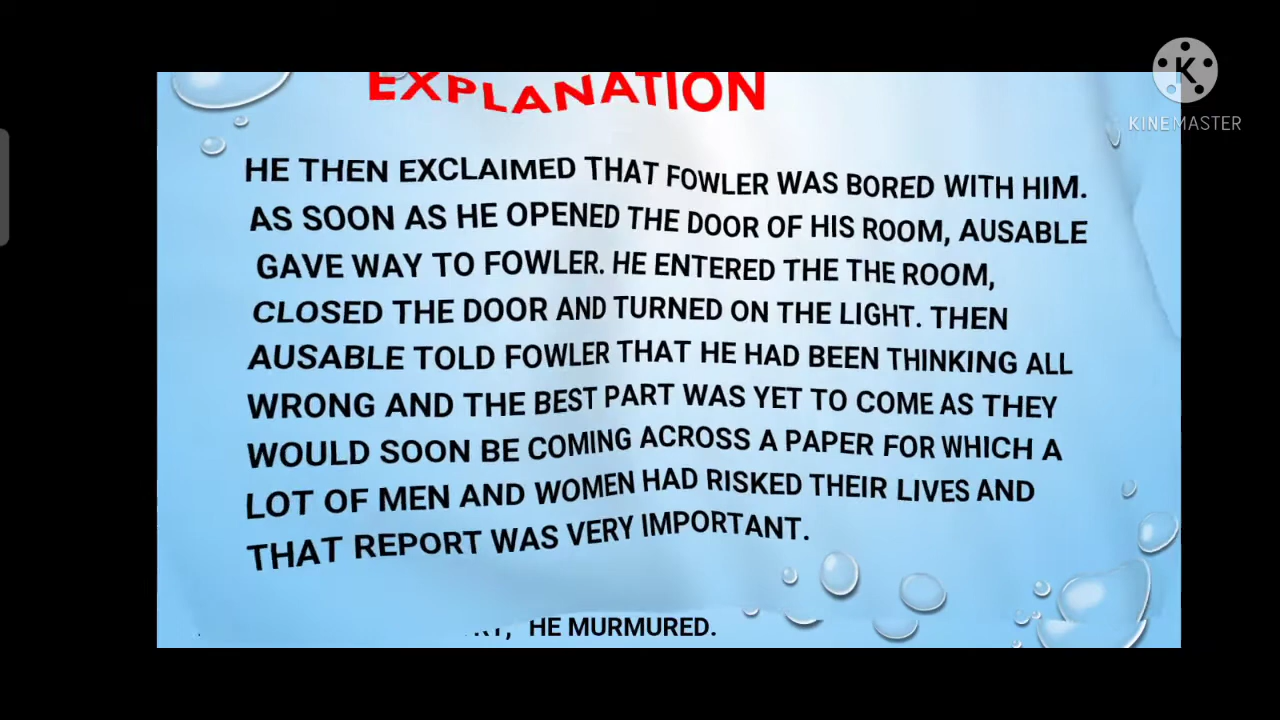 EXPLANATION
KINEMASTER
HE THEN EXCLAIMED THAT FOWLER WAS BORED WITH HIM.
AS SOON AS HE OPENED THE DOOR OF HIS ROOM, AUSABLE
GAVE WAY TO FOWLER. HE ENTERED THE THE ROOM,
CLOSED THE DOOR AND TURNED ON THE LIGHT. THEN
AUSABLE TOLD FOWLER THAT HE HAD BEEN THINKING ALL
WRONG AND THE BEST PART WAS YET TO COME AS THEY
WOULD SOON BE COMING ACROSS A PAPER FOR WHICH A
LOT OF MEN AND WOMEN HAD RISKED THEIR LIVES AND
THAT REPORT WAS VERY IMPORTANT.
HE MURMURED.